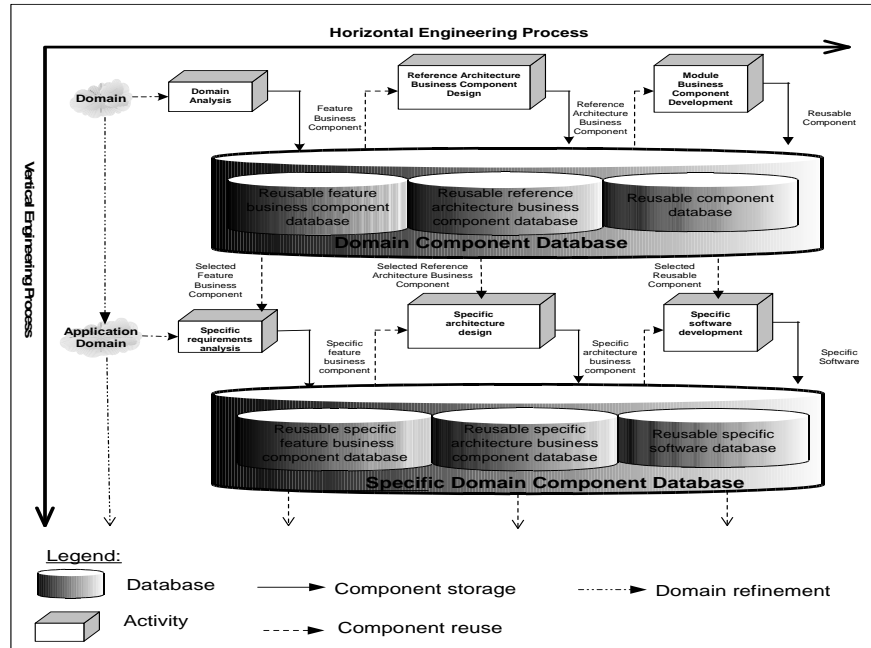 Horizontal Engineering Process
Vertical Engineering Process
Domain
Domain
Analysis
Feature
Business
Component
Reference Architecture
Business Component
Design
Reference
Architecture
Business
Component
Module
Business
Component
Development
Reusable
Component
Reusable feature
business component
database
Reusable reference
architecture business
component database
Reusable component
database
Domain Component Database
Selected
Feature
Business
Component
Selected Reference
Architecture Business
Component
Selected
Reusable
Component
Application
Domain
Specific
requirements
analysis
Specific
feature
business
component
Specific
architecture
design
Specific
architecture
business
component
Specific
software
development
Specific
Software
Reusable specific
feature business
component database
Reusable specific
architecture business
component database
Reusable specific
software database
Specific Domain Component Database
Legend:
Database
Component storage
Domain refinement
Activity
Component reuse